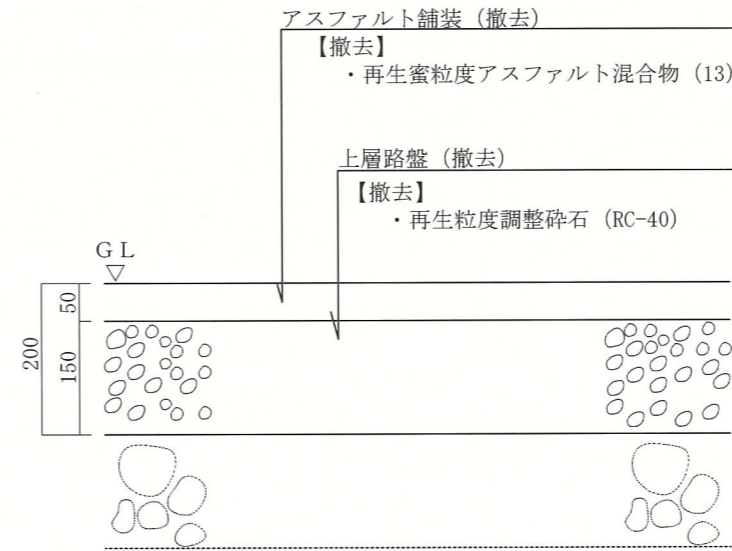 アスファルト舗装（撤去）
【撤去】
・再生蜜粒度アスファルト混合物（13）
上層路盤（撤去）
【撤去】
・再生粒度調整砕石（RC-40）
GL
50
200
150